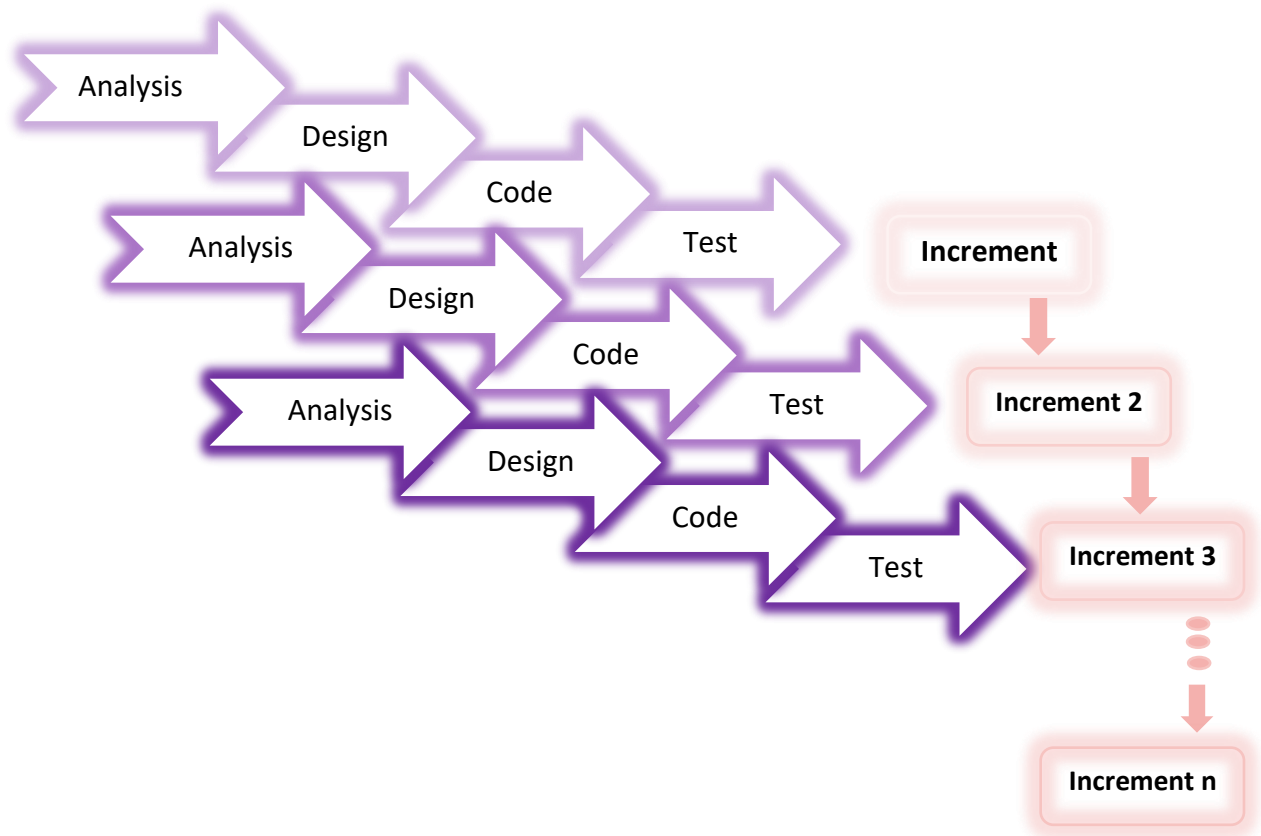 Analysis
Design
Code
Test
Increment
Analysis
Design
Code
Test
Increment 2
Analysis
Design
Code
Test
Increment 3
Increment n